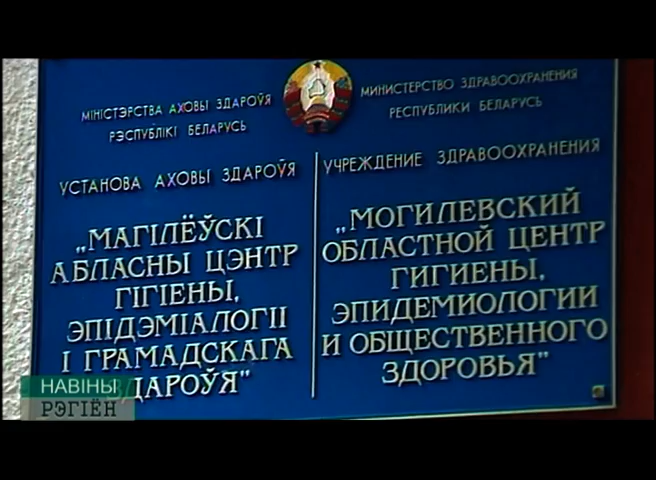 МІНІСТЭРСТВА АХОВЫ ЗДАРОЎЯ
РЭСПУБЛІКІ БЕЛАРУСЬ
УСТАНОВА АХОВЫ ЗДАРОЎЯ
„МАГІЛЁЎСКІ
АБЛАСНЫ ЦЭНТР
ГІГІЕНЫ,
ЭПІДЭМІАЛОГІІ
І ГРАМАДСКАГА
ЗДАРОЎЯ"
МИНИСТЕРСТВО ЗДРАВООХРАНЕНИЯ
РЕСПУБЛИКИ БЕЛАРУСЬ
УЧРЕЖДЕНИЕ ЗДРАВООХРАНЕНИЯ
„МОГИЛЕВСКИЙ
ОБЛАСТНОЙ ЦЕНТР
ГИГИЕНЫ,
ЭПИДЕМИОЛОГИИ
И ОБЩЕСТВЕННОГО
ЗДОРОВЬЯ"
НАВІНЫ
РЭГІЁН